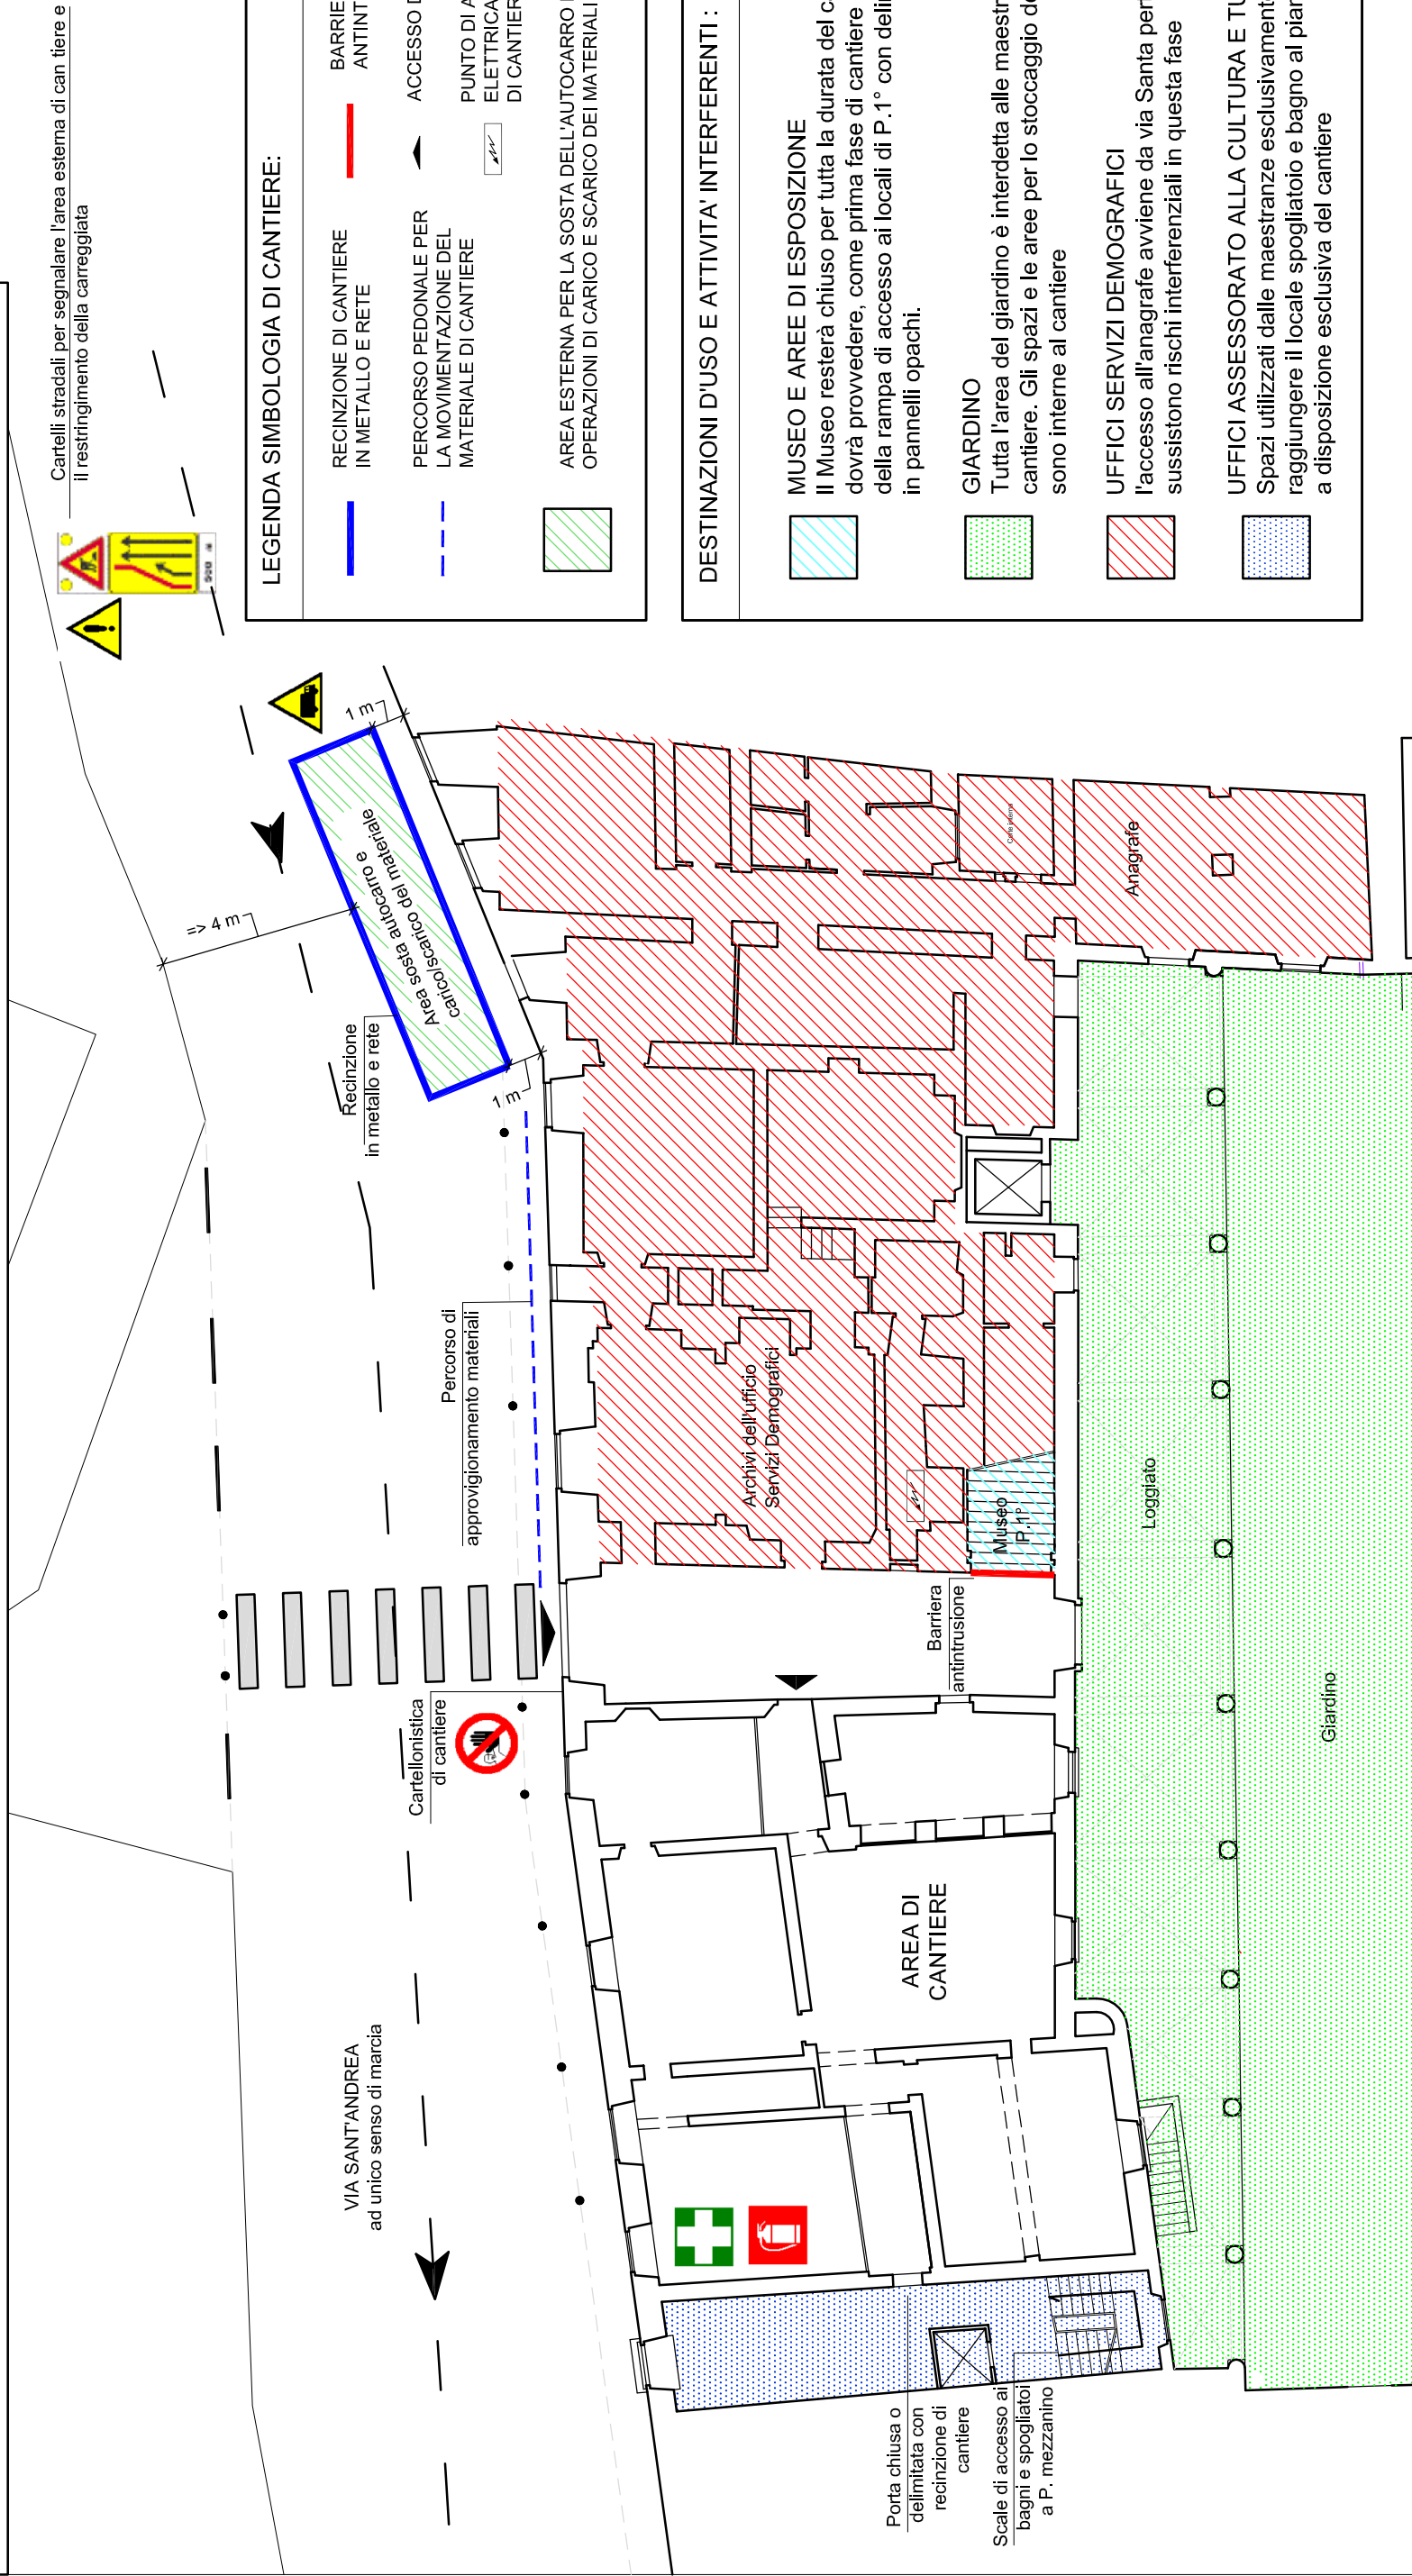 Cartelli stradali per segnalare l'area esterna di can tiere e
il restringimento della carreggiata
LEGENDA SIMBOLOGIA DI CANTIERE:
RECINZIONE DI CANTIERE
IN METALLO E RETE
BARRIE
ANTINT
PERCORSO PEDONALE PER
LA MOVIMENTAZIONE DEL
MATERIALE DI CANTIERE
ACCESSO D
PUNTO DI A
ELETTRICA
DI CANTIER
AREA ESTERNA PER LA SOSTA DELL'AUTOCARRO
OPERAZIONI DI CARICO E SCARICO DEI MATERIALI
DESTINAZIONI D'USO E ATTIVITA' INTERFERENTI :
MUSEO E AREE DI ESPOSIZIONE
Il Museo resterà chiuso per tutta la durata del c
dovrà provvedere, come prima fase di cantiere
della rampa di accesso ai locali di P.1° con deli
in pannelli opachi.
GIARDINO
Tutta l'area del giardino è interdetta alle maestr
cantiere. Gli spazi e le aree per lo stoccaggio d
sono interne al cantiere
UFFICI SERVIZI DEMOGRAFICI
l'accesso all'anagrafe avviene da via Santa per
sussistono rischi interferenziali in questa fase
UFFICI ASSESSORATO ALLA CULTURA E TU
Spazi utilizzati dalle maestranze esclusivament
raggiungere il locale spogliatoio e bagno al pian
a disposizione esclusiva del cantiere
1 m
=> 4 m
Area sosta autocarro e
carico/scarico del materiale
Recinzione
in metallo e rete
1 m
Percorso di
approvigionamento materiali
Cartellonistica
di cantiere
VIA SANT'ANDREA
ad unico senso di marcia
Corte interna
Anagrafe
Archivi dell'ufficio
Servizi Demografici
Museo
P.1°
Barriera
antintrusione
Loggiato
Giardino
AREA DI
CANTIERE
Porta chiusa o
delimitata con
recinzione di
cantiere
Scale di accesso ai
bagni e spogliatoi
a P. mezzanino